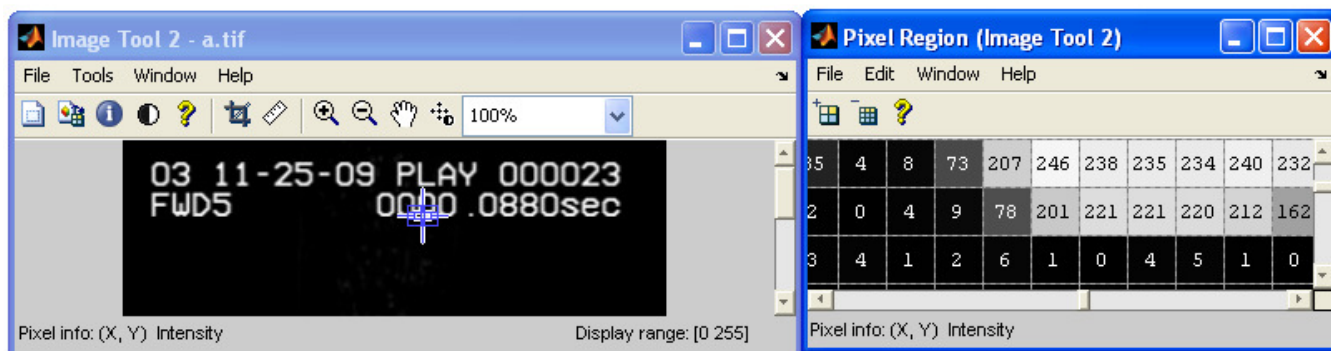 Image Tool 2 - a.tif
File Tools Window Help
100%
03 11-25-09 PLAY 000023
FWD5 0000.0880sec
Pixel info: (X, Y) Intensity
Display range: [0 255]
Pixel Region (Image Tool 2)
File Edit Window Help
4 8 73 207 246 238 235 234 240 232
2 0 4 9 78 201 221 221 220 212 162
3 4 1 2 6 1 0 4 5 1 0
Pixel info: (X, Y) Intensity